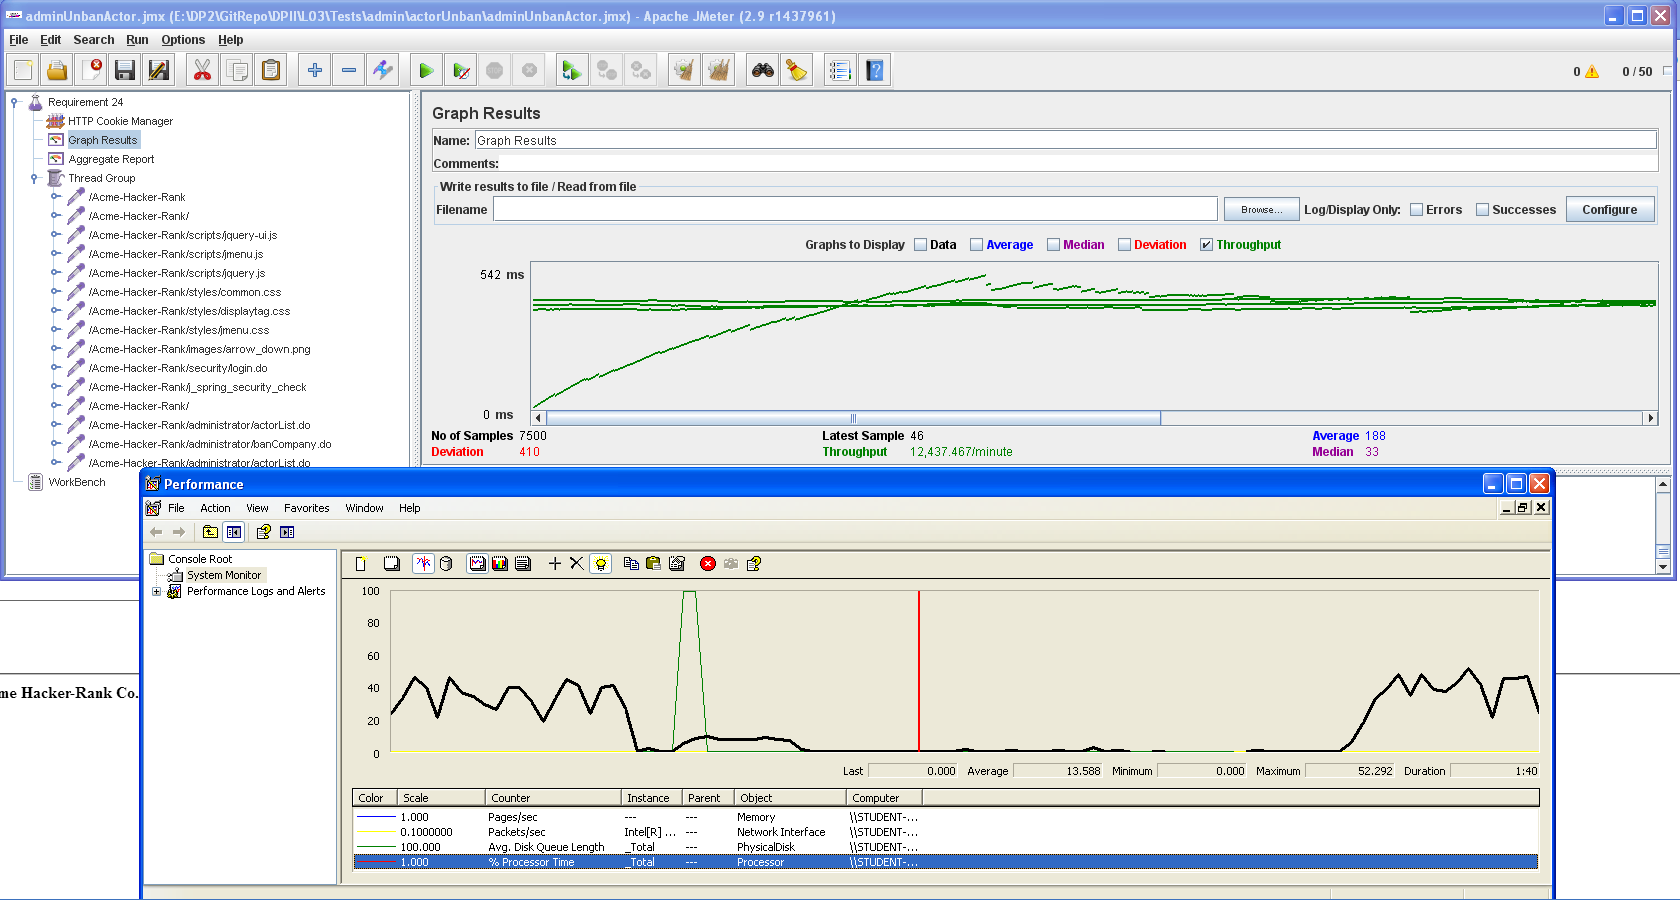 adminUnbanActor.jmx (E:\DP2\GitRepo\DPII\L03\Tests\admin\actorUnban\adminUnbanActor.jmx) - Apache JMeter (2.9 r1437961)
File Edit Search Run Options Help
0 0 / 50
Requirement 24
HTTP Cookie Manager
Graph Results
Aggregate Report
Thread Group
/Acme-Hacker-Rank
/Acme-Hacker-Rank/
/Acme-Hacker-Rank/scripts/jquery-ui.js
/Acme-Hacker-Rank/scripts/jmenu.js
/Acme-Hacker-Rank/scripts/jquery.js
/Acme-Hacker-Rank/styles/common.css
/Acme-Hacker-Rank/styles/displaytag.css
/Acme-Hacker-Rank/styles/jmenu.css
/Acme-Hacker-Rank/images/arrow_down.png
/Acme-Hacker-Rank/security/login.do
/Acme-Hacker-Rank/j_spring_security_check
/Acme-Hacker-Rank/
/Acme-Hacker-Rank/administrator/actorList.do
/Acme-Hacker-Rank/administrator/banCompany.do
/Acme-Hacker-Rank/administrator/actorList.do
WorkBench
Graph Results
Name: Graph Results
Comments:
Write results to file / Read from file
Filename Browse... Log/Display Only: Errors Successes Configure
Graphs to Display Data Average Median Deviation Throughput
542 ms
0 ms
No of Samples 7500 Latest Sample 46 Average 188
Deviation 410 Throughput 12,437.467/minute Median 33
Performance
File Action View Favorites Window Help
Console Root
System Monitor
Performance Logs and Alerts
100
80
60
40
20
0
Last 0.000 Average 13.588 Minimum 0.000 Maximum 52.292 Duration 1:40
Color Scale Counter Instance Parent Object Computer
1.000 Pages/sec --- --- Memory \\STUDENT-...
0.1000000 Packets/sec Intel[R] ... --- Network Interface \\STUDENT-...
100.000 Avg. Disk Queue Length _Total --- PhysicalDisk \\STUDENT-...
1.000 % Processor Time _Total --- Processor \\STUDENT-...
me Hacker-Rank Co.